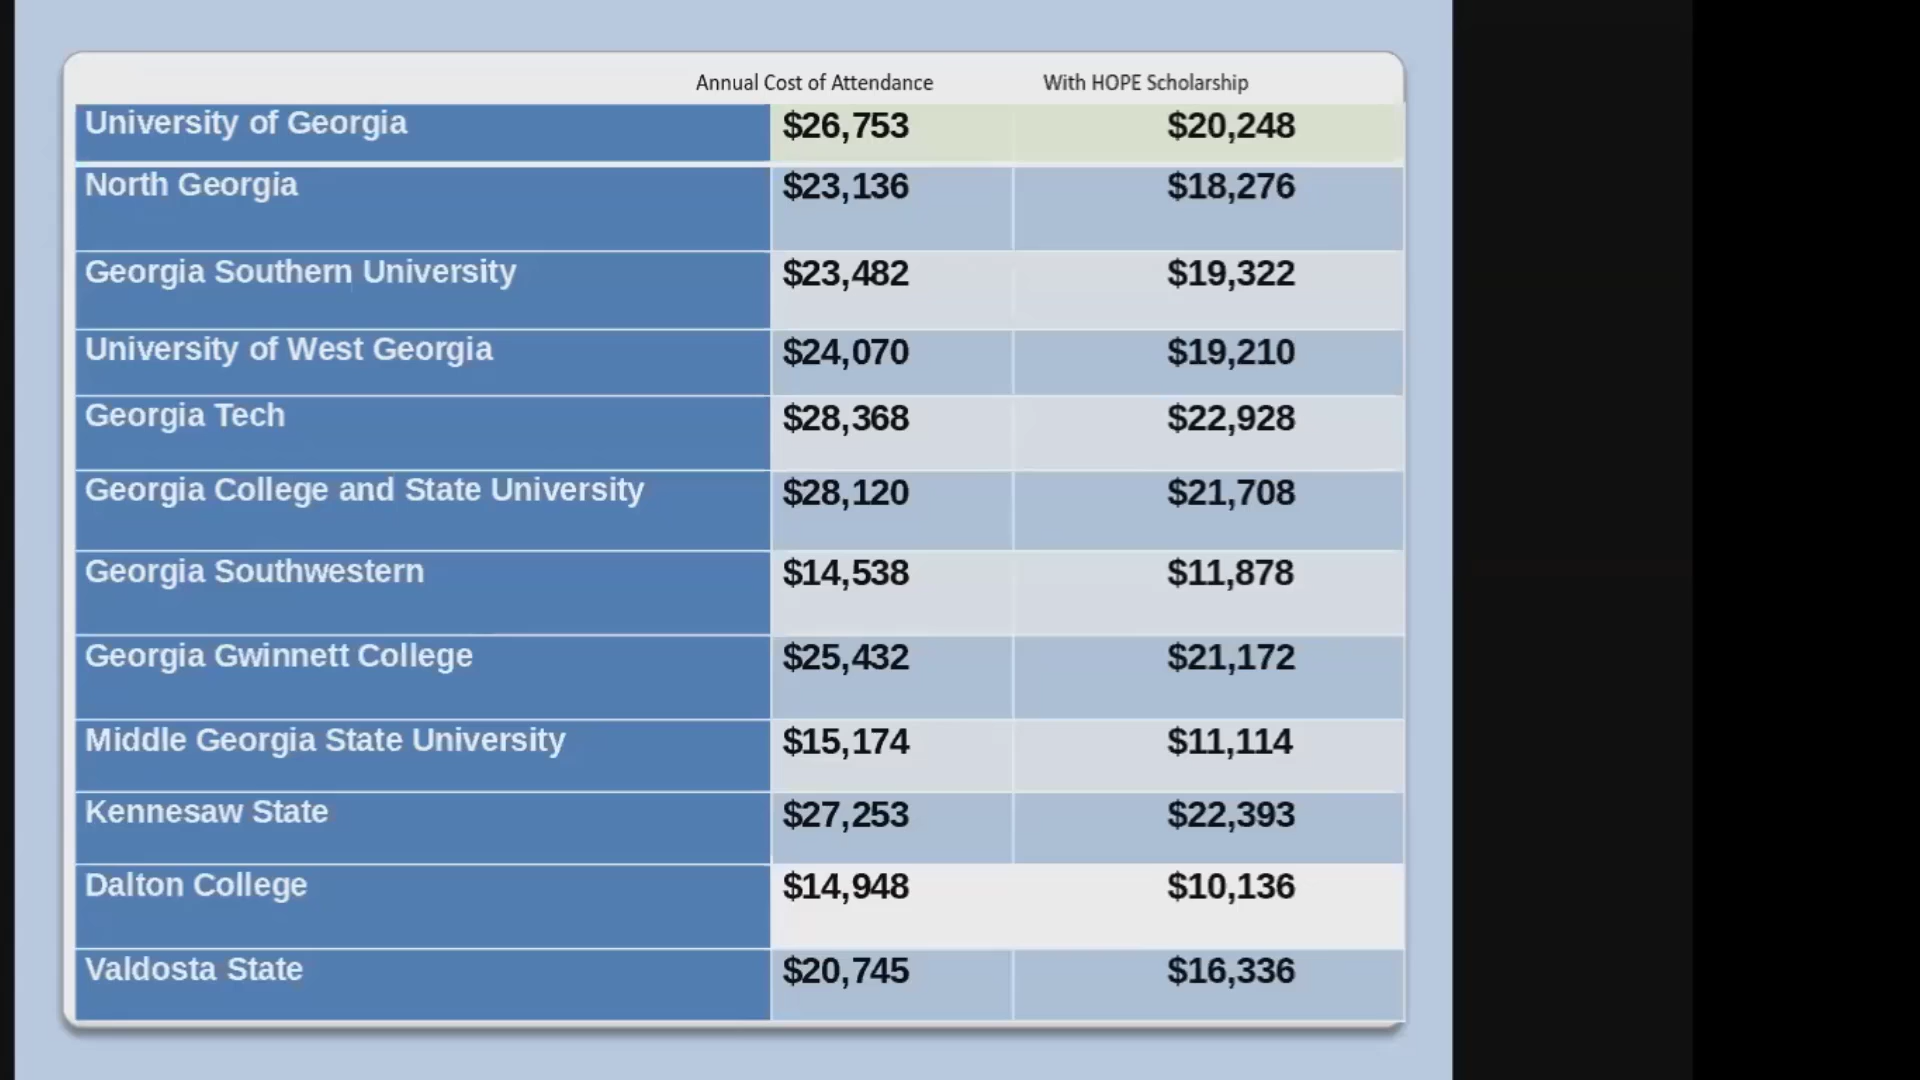 Annual Cost of Attendance With HOPE Scholarship
University of Georgia $26,753 $20,248
North Georgia $23,136 $18,276
Georgia Southern University $23,482 $19,322
University of West Georgia $24,070 $19,210
Georgia Tech $28,368 $22,928
Georgia College and State University $28,120 $21,708
Georgia Southwestern $14,538 $11,878
Georgia Gwinnett College $25,432 $21,172
Middle Georgia State University $15,174 $11,114
Kennesaw State $27,253 $22,393
Dalton College $14,948 $10,136
Valdosta State $20,745 $16,336